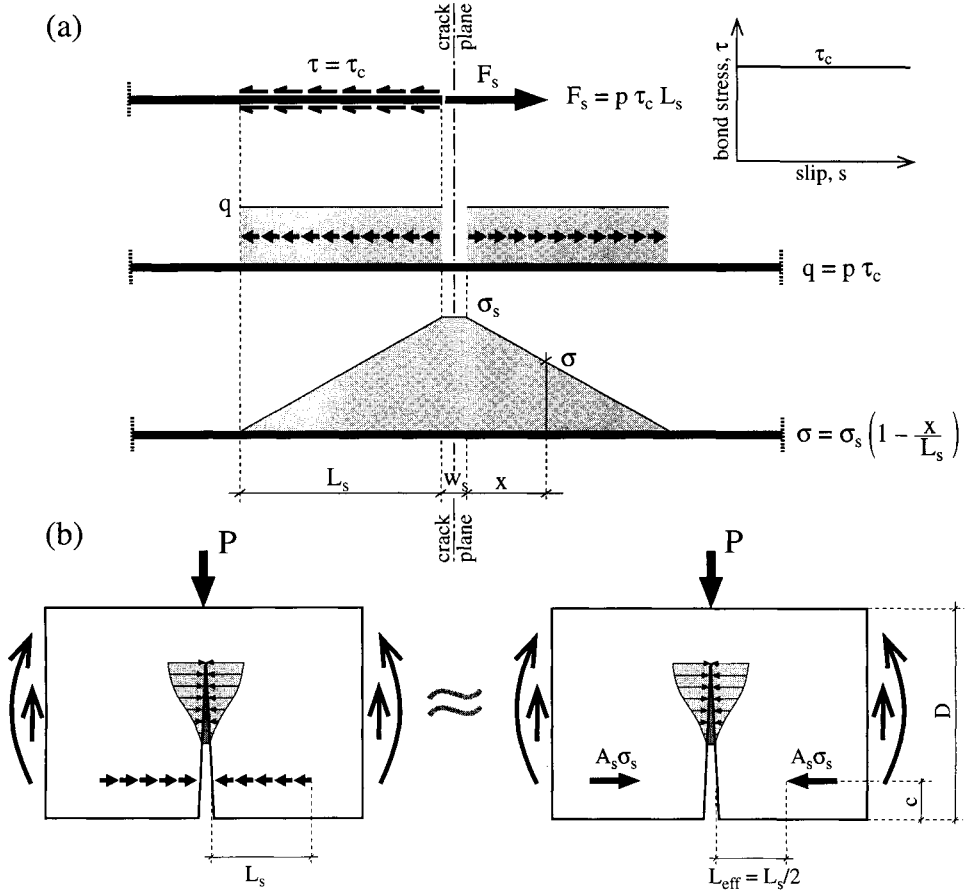 (a)
crack
plane
τ = τc
Fs
Fs = p τc Ls
bond stress, τ
τc
slip, s
q
q = p τc
σs
σ
σ = σs (1 − x/Ls)
Ls
ws
x
crack
plane
(b)
P
P
≈
D
Asσs
Asσs
c
Ls
Leff = Ls/2